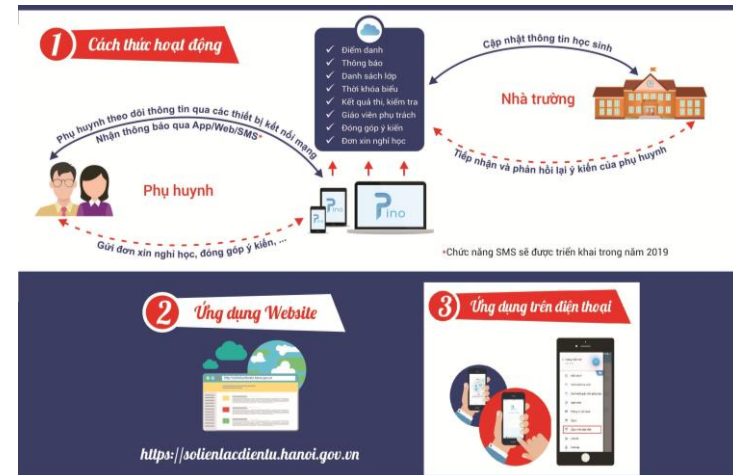 1 Cách thức hoạt động
✓ Điểm danh
✓ Thông báo
✓ Danh sách lớp
✓ Thời khóa biểu
✓ Kết quả thi, kiểm tra
✓ Giáo viên phụ trách
✓ Đóng góp ý kiến
✓ Đơn xin nghỉ học
Cập nhật thông tin học sinh
Nhà trường
Tiếp nhận và phản hồi lại ý kiến của phụ huynh
Phụ huynh theo dõi thông tin qua các thiết bị kết nối mạng
Nhận thông báo qua App/Web/SMS*
Phụ huynh
Gửi đơn xin nghỉ học, đóng góp ý kiến, ...
Pino
*Chức năng SMS sẽ được triển khai trong năm 2019
2 Ứng dụng Website
https://solienlacdientu.hanoi.gov.vn
3 Ứng dụng trên điện thoại